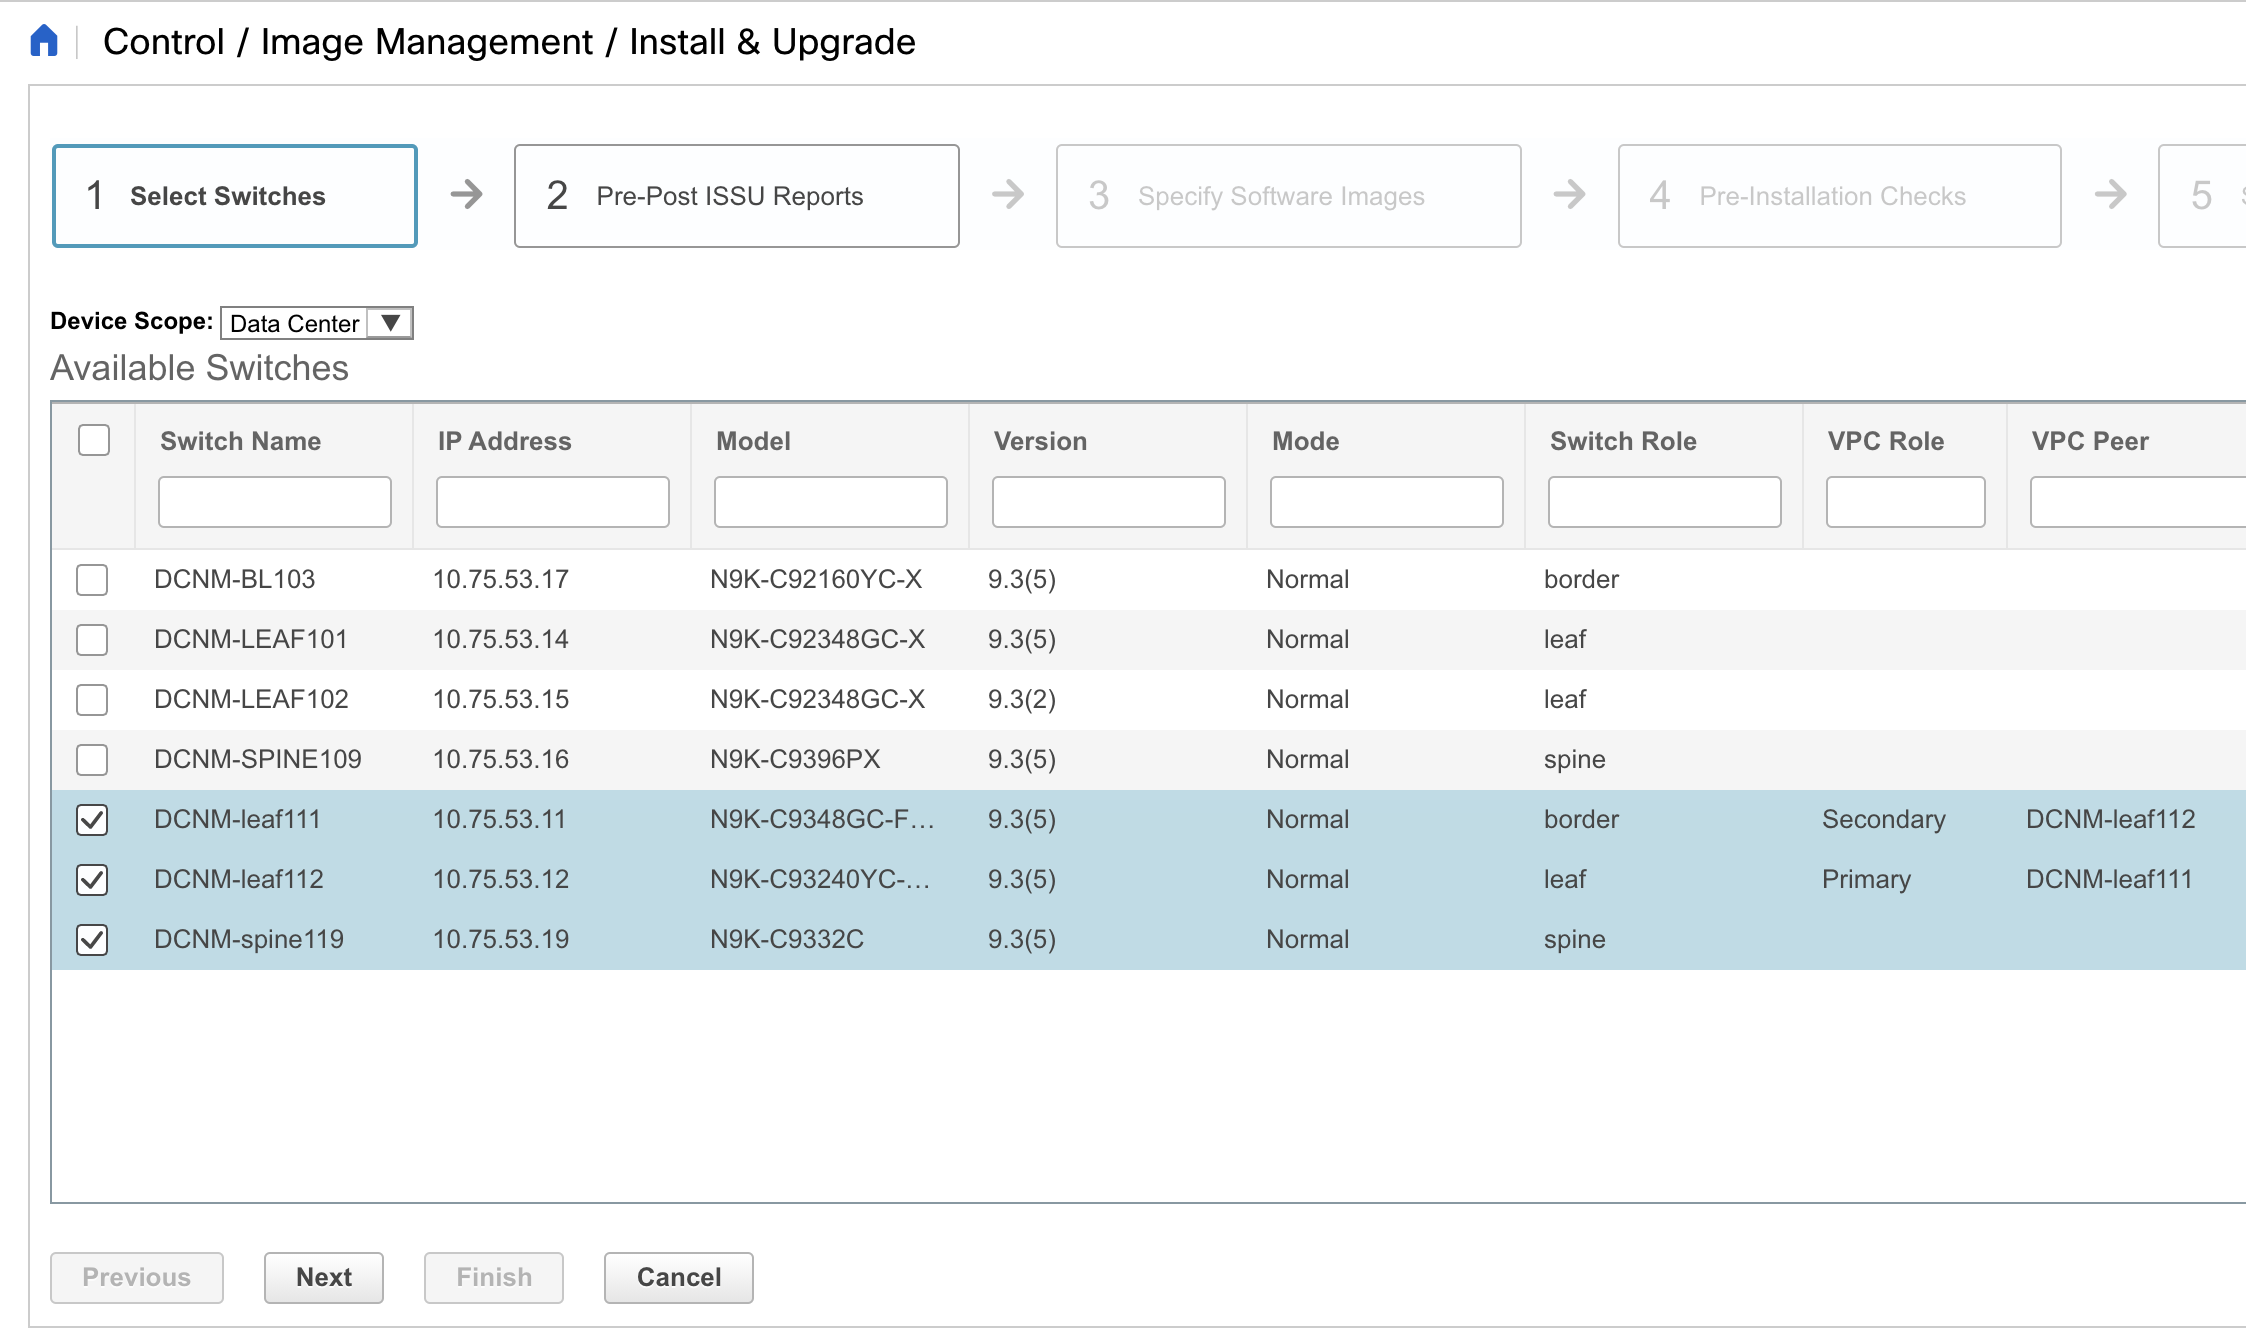 Control / Image Management / Install & Upgrade
1 Select Switches
2 Pre-Post ISSU Reports
3 Specify Software Images
4 Pre-Installation Checks
5
Device Scope: Data Center
Available Switches
Switch Name IP Address Model Version Mode Switch Role VPC Role VPC Peer
DCNM-BL103 10.75.53.17 N9K-C92160YC-X 9.3(5) Normal border
DCNM-LEAF101 10.75.53.14 N9K-C92348GC-X 9.3(5) Normal leaf
DCNM-LEAF102 10.75.53.15 N9K-C92348GC-X 9.3(2) Normal leaf
DCNM-SPINE109 10.75.53.16 N9K-C9396PX 9.3(5) Normal spine
DCNM-leaf111 10.75.53.11 N9K-C9348GC-F... 9.3(5) Normal border Secondary DCNM-leaf112
DCNM-leaf112 10.75.53.12 N9K-C93240YC-... 9.3(5) Normal leaf Primary DCNM-leaf111
DCNM-spine119 10.75.53.19 N9K-C9332C 9.3(5) Normal spine
Previous Next Finish Cancel